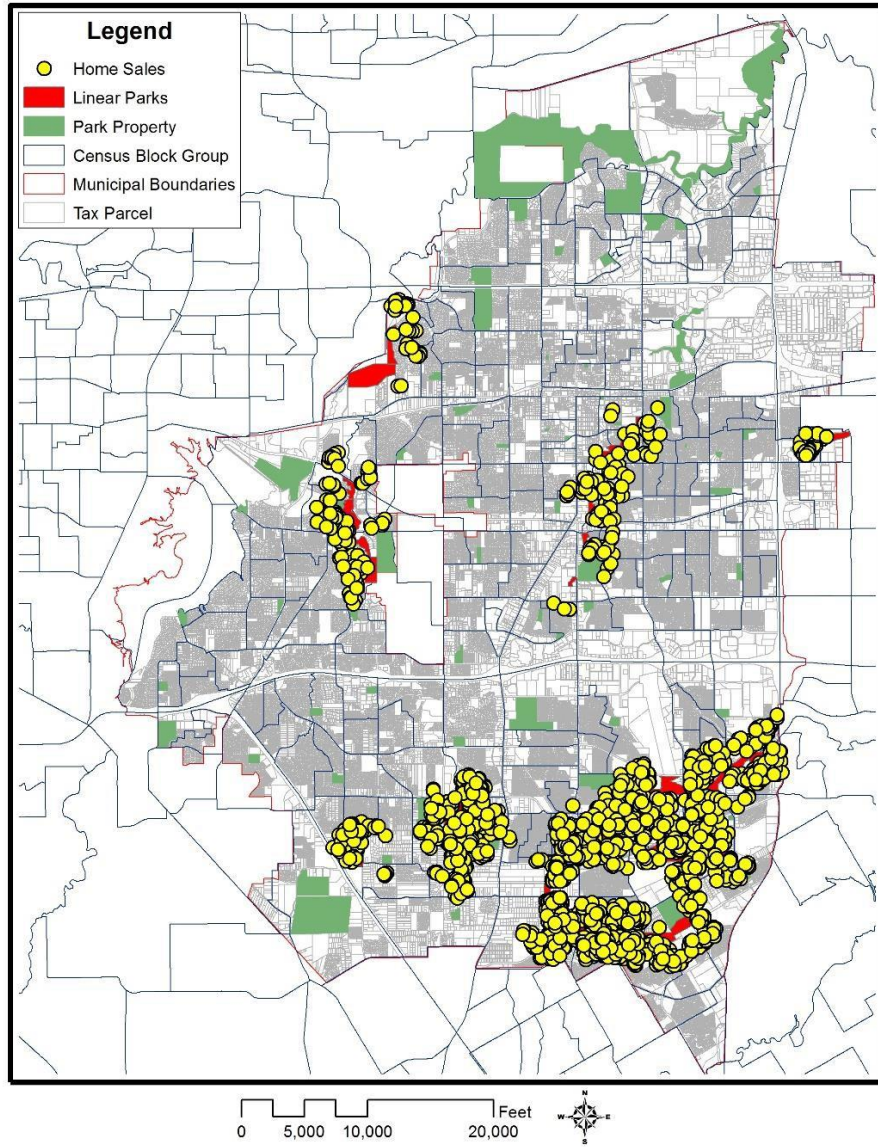 Legend
Home Sales
Linear Parks
Park Property
Census Block Group
Municipal Boundaries
Tax Parcel
Feet
0 5,000 10,000 20,000
N
W E
S